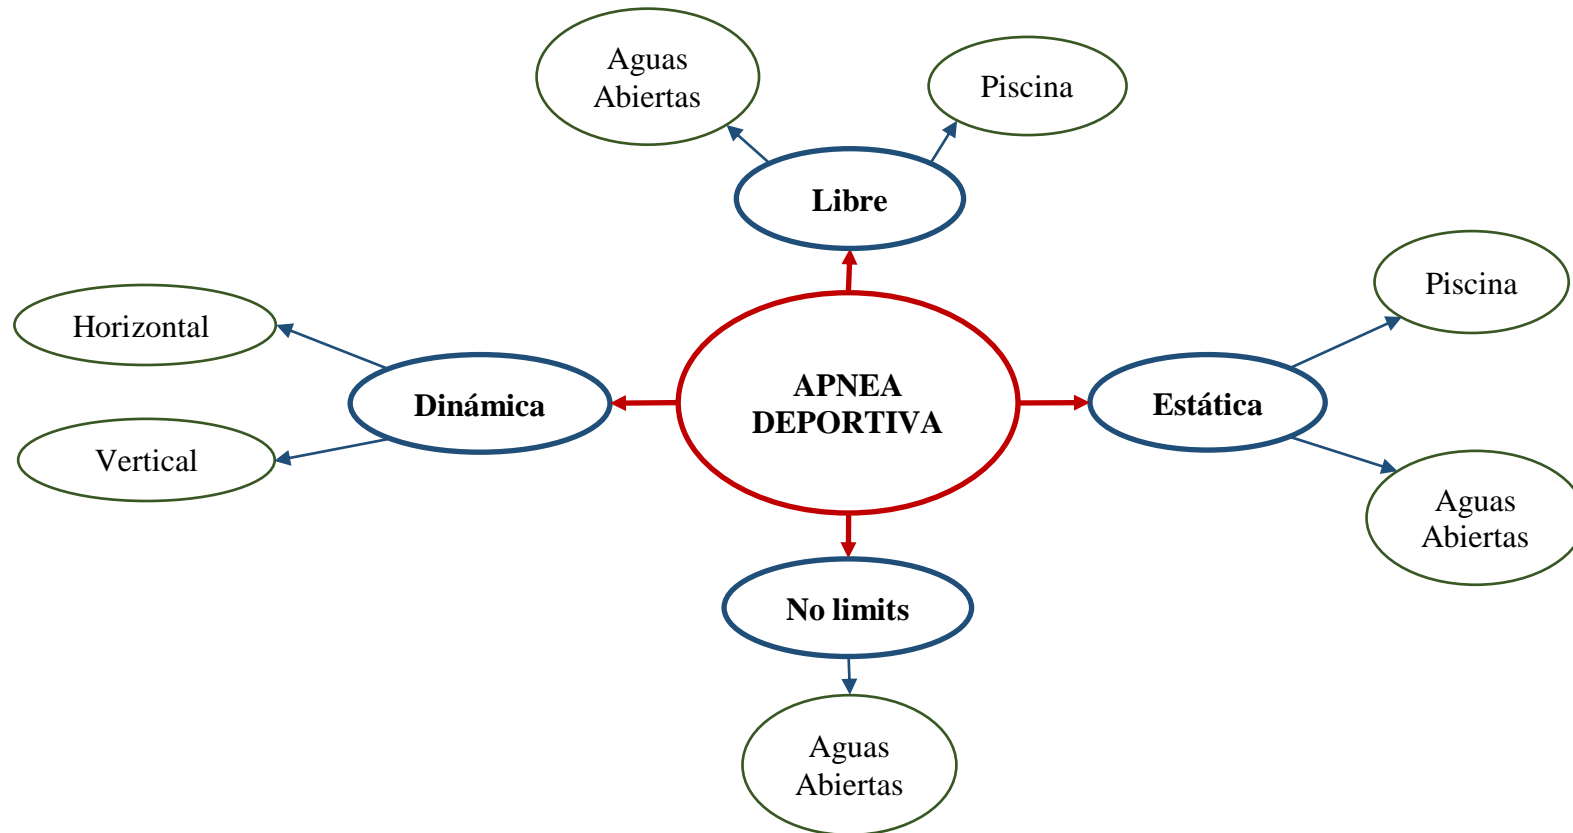 Aguas
Abiertas
Piscina
Libre
Piscina
Horizontal
Dinámica
APNEA
DEPORTIVA
Estática
Vertical
Aguas
Abiertas
No limits
Aguas
Abiertas